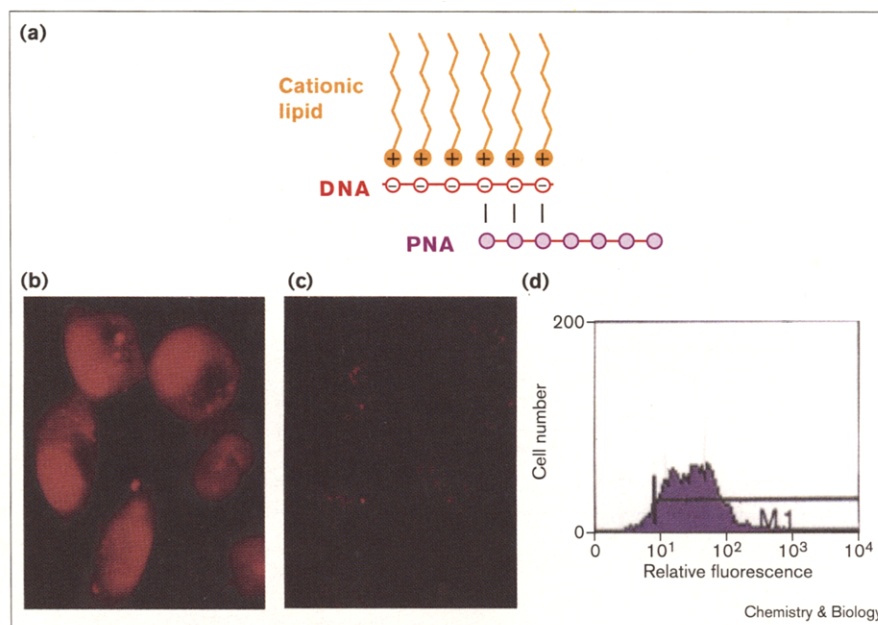 (a)
Cationic
lipid
+ + + + + +
DNA
− − − − − −
PNA
(b)
(c)
(d)
200
Cell number
M1
0
0 10¹ 10² 10³ 10⁴
Relative fluorescence
Chemistry & Biology